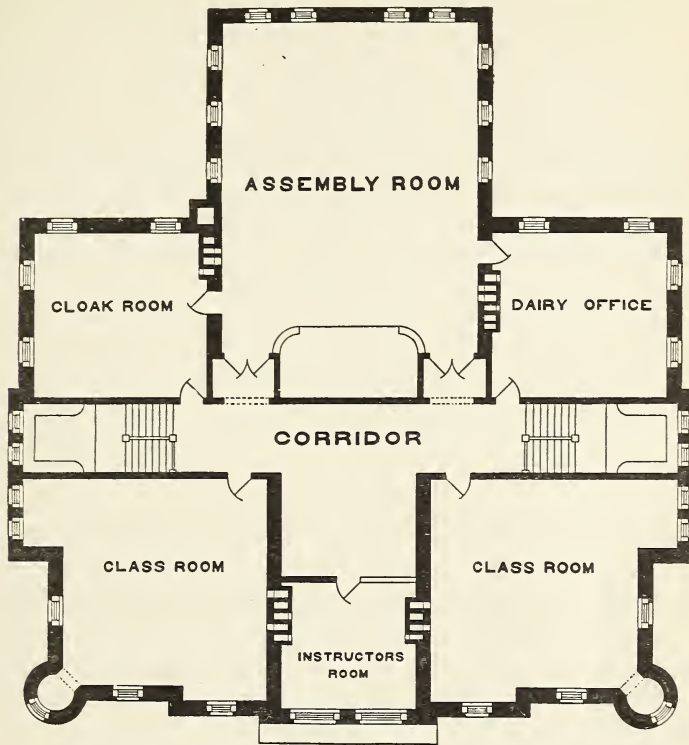 ASSEMBLY ROOM
CLOAK ROOM
DAIRY OFFICE
CORRIDOR
CLASS ROOM
CLASS ROOM
INSTRUCTORS
ROOM